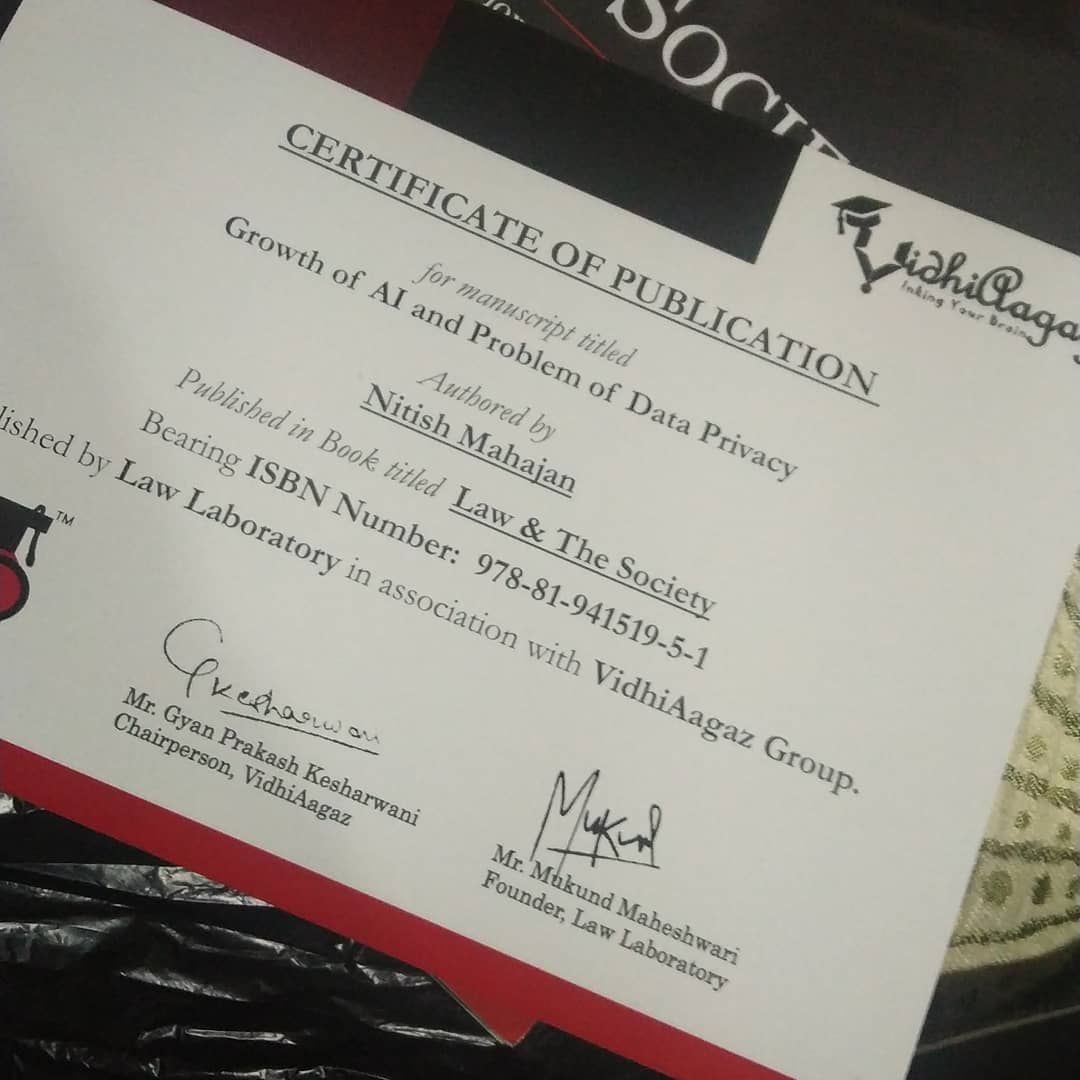 SOCIE
VidhiAaga
Inking Your Brain
CERTIFICATE OF PUBLICATION
for manuscript titled
Growth of AI and Problem of Data Privacy
Authored by
Nitish Mahajan
Published in Book titled Law & The Society
Bearing ISBN Number: 978-81-941519-5-1
lished by Law Laboratory in association with VidhiAagaz Group.
TM
Gkesharwani
Mr. Gyan Prakash Kesharwani
Chairperson, VidhiAagaz
Mukund
Mr. Mukund Maheshwari
Founder, Law Laboratory